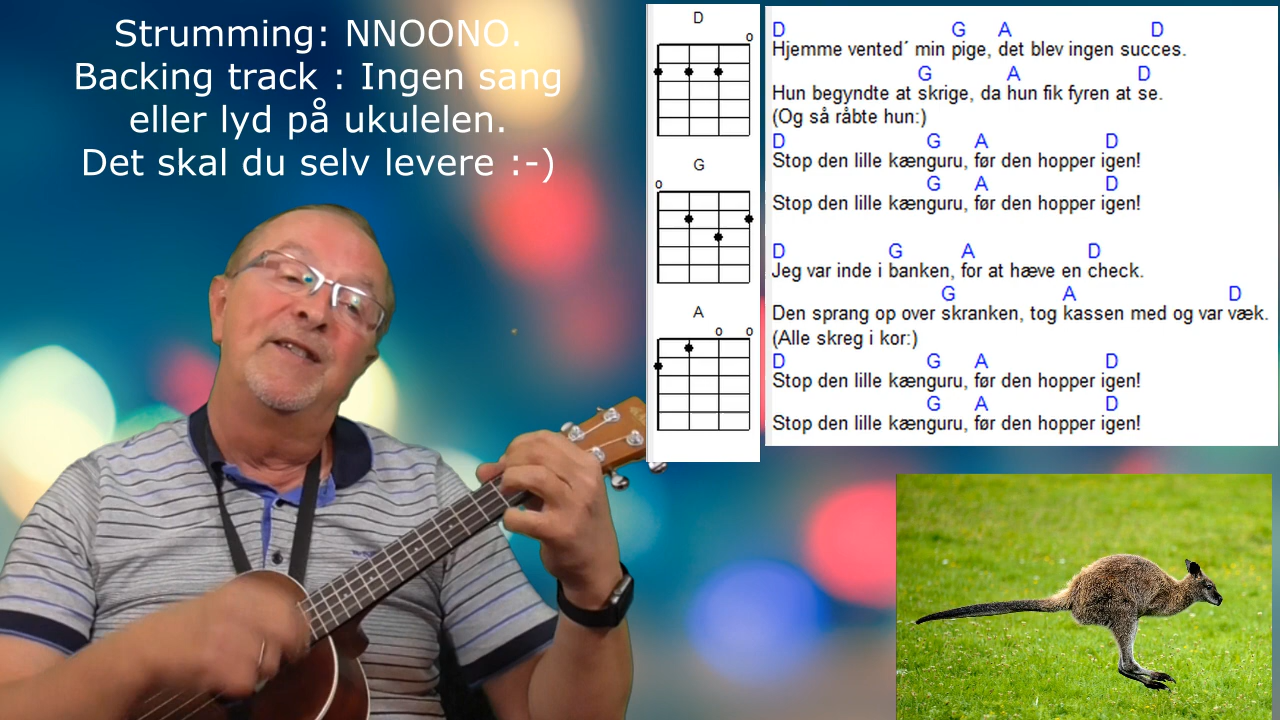 Strumming: NNOONO.
Backing track : Ingen sang
eller lyd på ukulelen.
Det skal du selv levere :-)
D
o
G
o
A
o o
D G A D
Hjemme vented´ min pige, det blev ingen succes.
G A D
Hun begyndte at skrige, da hun fik fyren at se.
(Og så råbte hun:)
D G A D
Stop den lille kænguru, før den hopper igen!
G A D
Stop den lille kænguru, før den hopper igen!
D G A D
Jeg var inde i banken, for at hæve en check.
G A D
Den sprang op over skranken, tog kassen med og var væk.
(Alle skreg i kor:)
D G A D
Stop den lille kænguru, før den hopper igen!
G A D
Stop den lille kænguru, før den hopper igen!